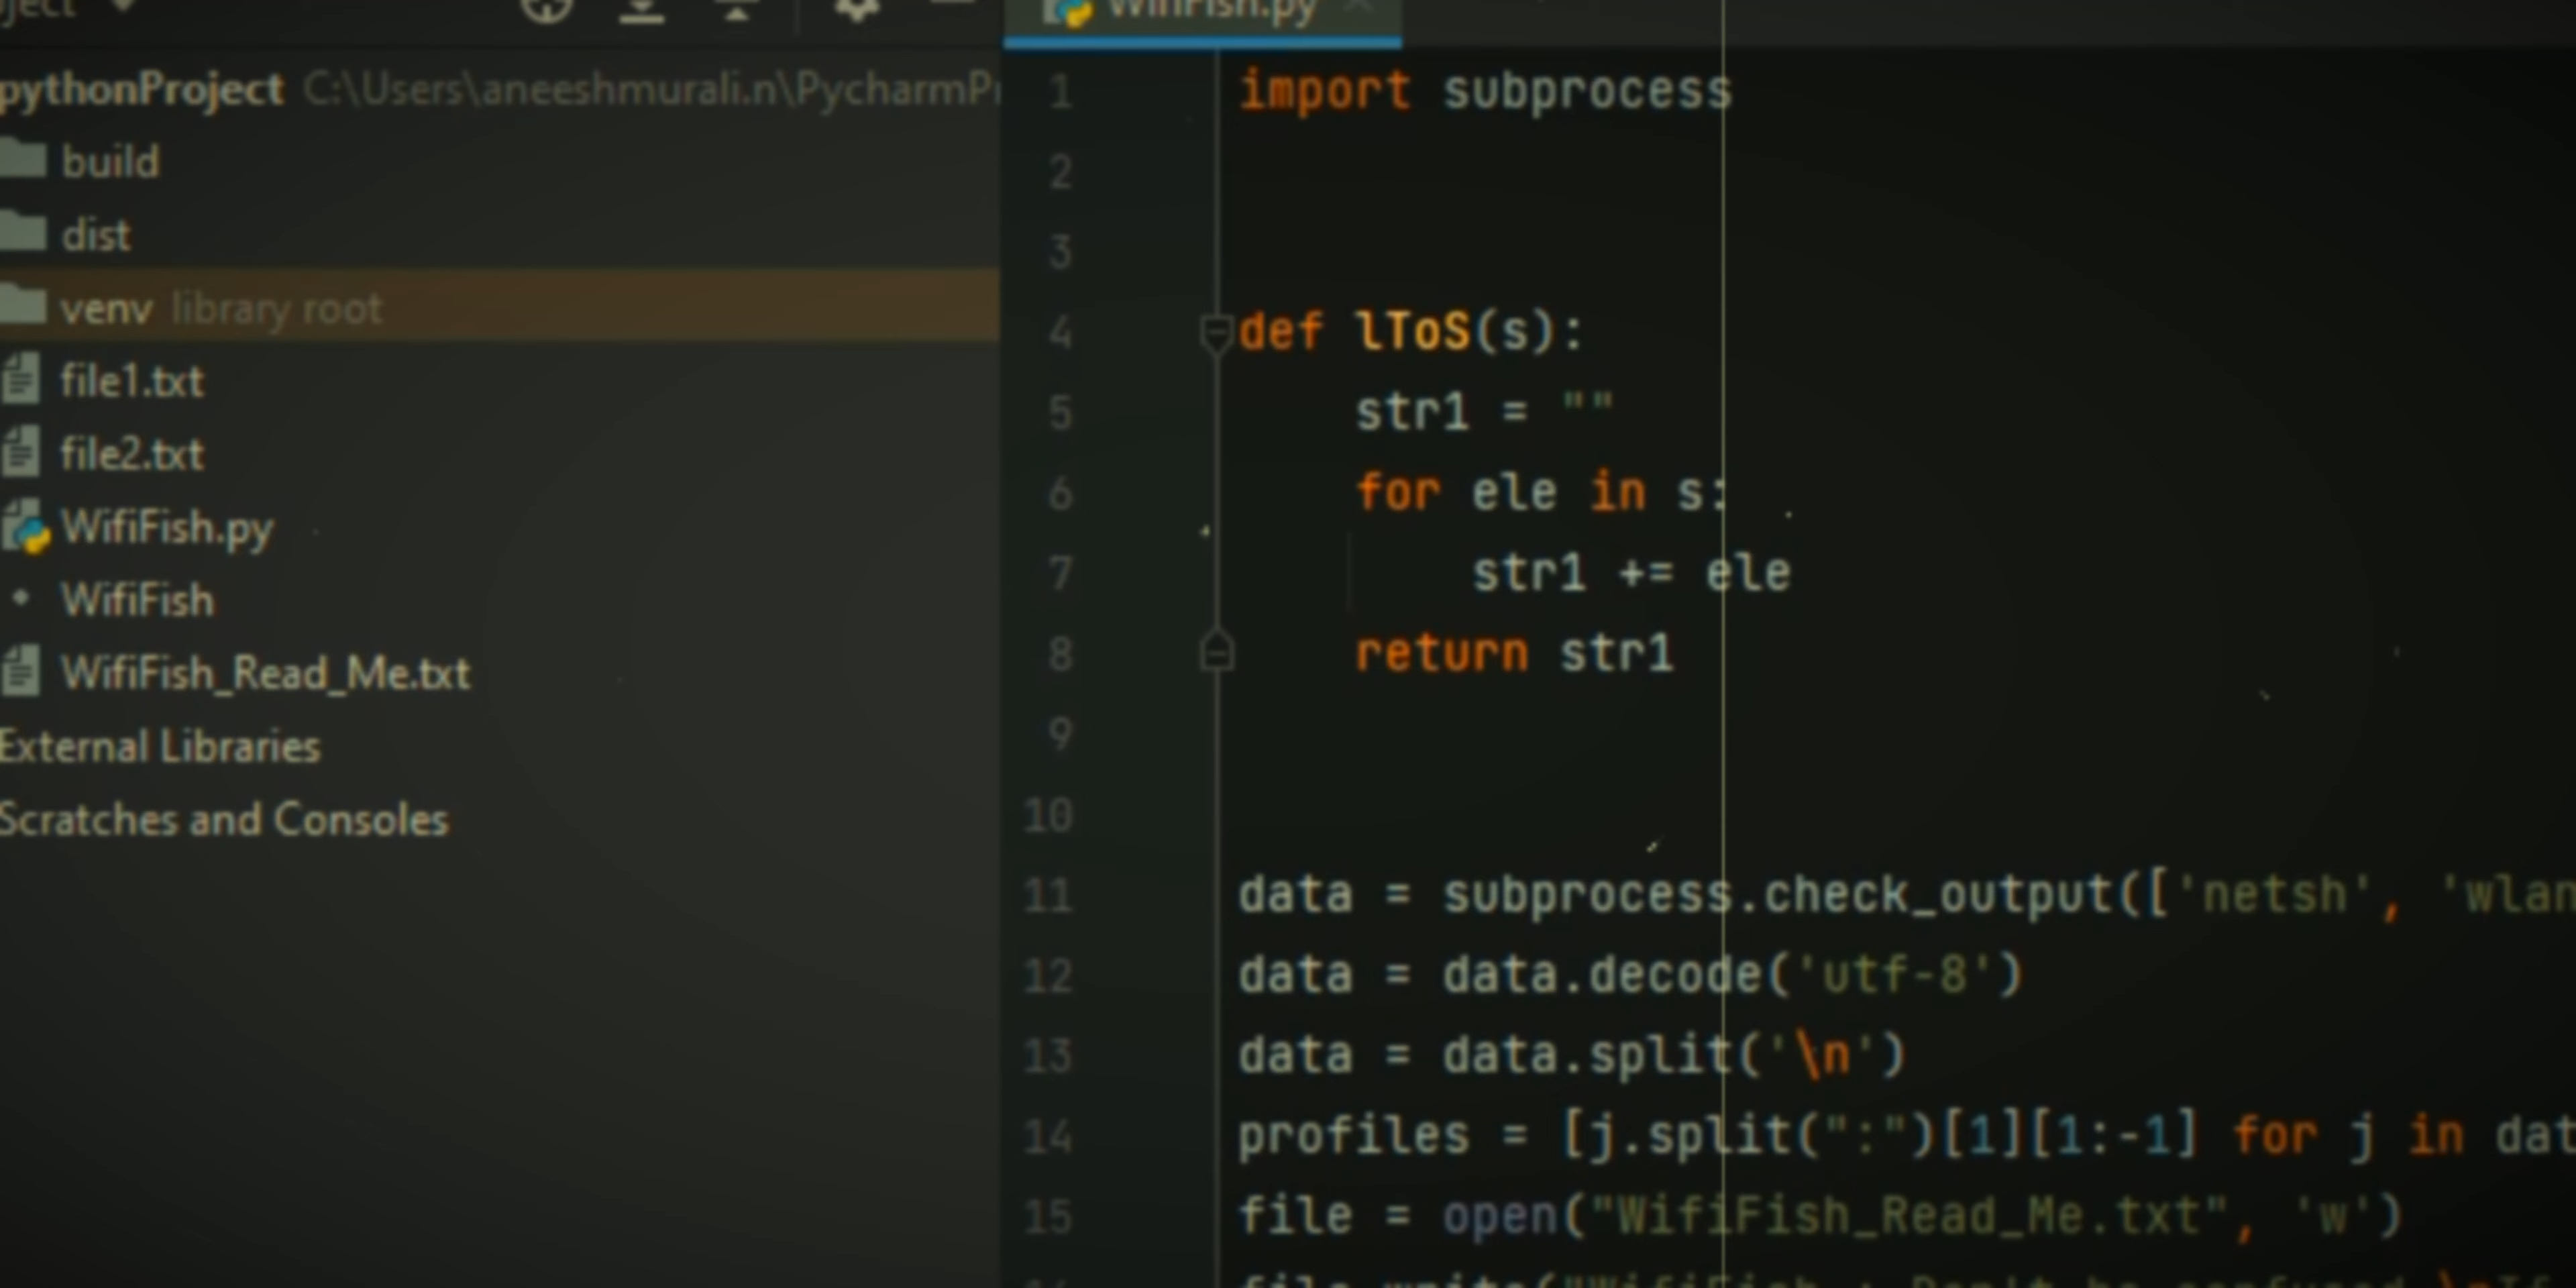 pythonProject C:\Users\aneeshmurali.n\PycharmPr
build
dist
venv library root
file1.txt
file2.txt
WifiFish.py
WifiFish
WifiFish_Read_Me.txt
External Libraries
Scratches and Consoles
WifiFish.py
1 import subprocess
2
3
4 def lToS(s):
5 str1 = ""
6 for ele in s:
7 str1 += ele
8 return str1
9
10
11 data = subprocess.check_output(['netsh', 'wlan
12 data = data.decode('utf-8')
13 data = data.split('\n')
14 profiles = [j.split(":")[1][1:-1] for j in dat
15 file = open("WifiFish_Read_Me.txt", 'w')